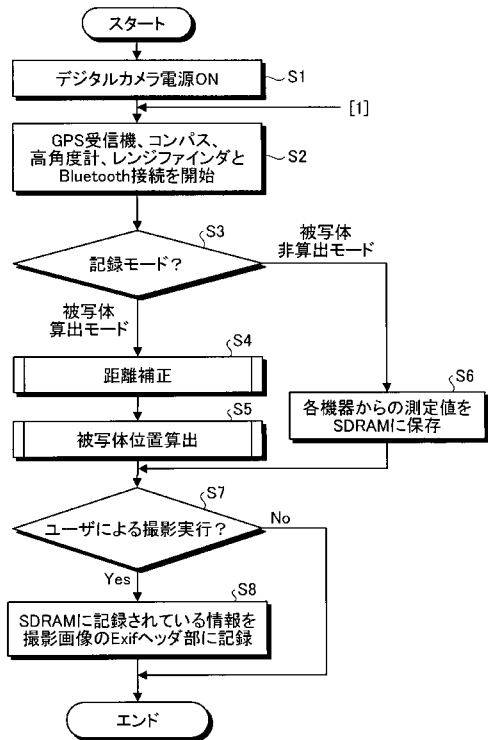 スタート
デジタルカメラ電源ON
S1
[1]
GPS受信機、コンパス、
高角度計、レンジファインダと
Bluetooth接続を開始
S2
S3
記録モード？
被写体
非算出モード
被写体
算出モード
S4
距離補正
S5
被写体位置算出
S6
各機器からの測定値を
SDRAMに保存
S7
ユーザによる撮影実行？
No
Yes
S8
SDRAMに記録されている情報を
撮影画像のExifヘッダ部に記録
エンド